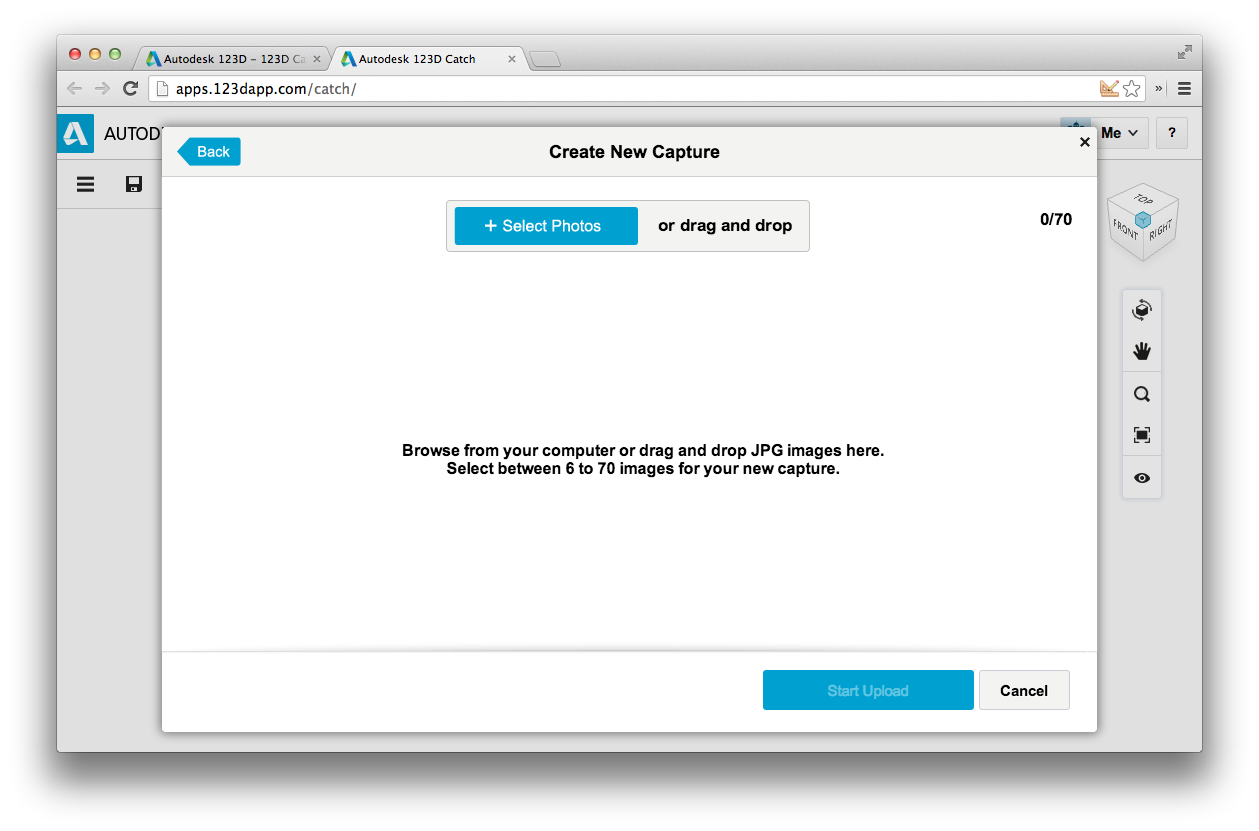 Autodesk 123D – 123D Ca
Autodesk 123D Catch
apps.123dapp.com/catch/
AUTOD
Me
?
Back
Create New Capture
+ Select Photos
or drag and drop
0/70
TOP
FRONT
RIGHT
Browse from your computer or drag and drop JPG images here.
Select between 6 to 70 images for your new capture.
Start Upload
Cancel